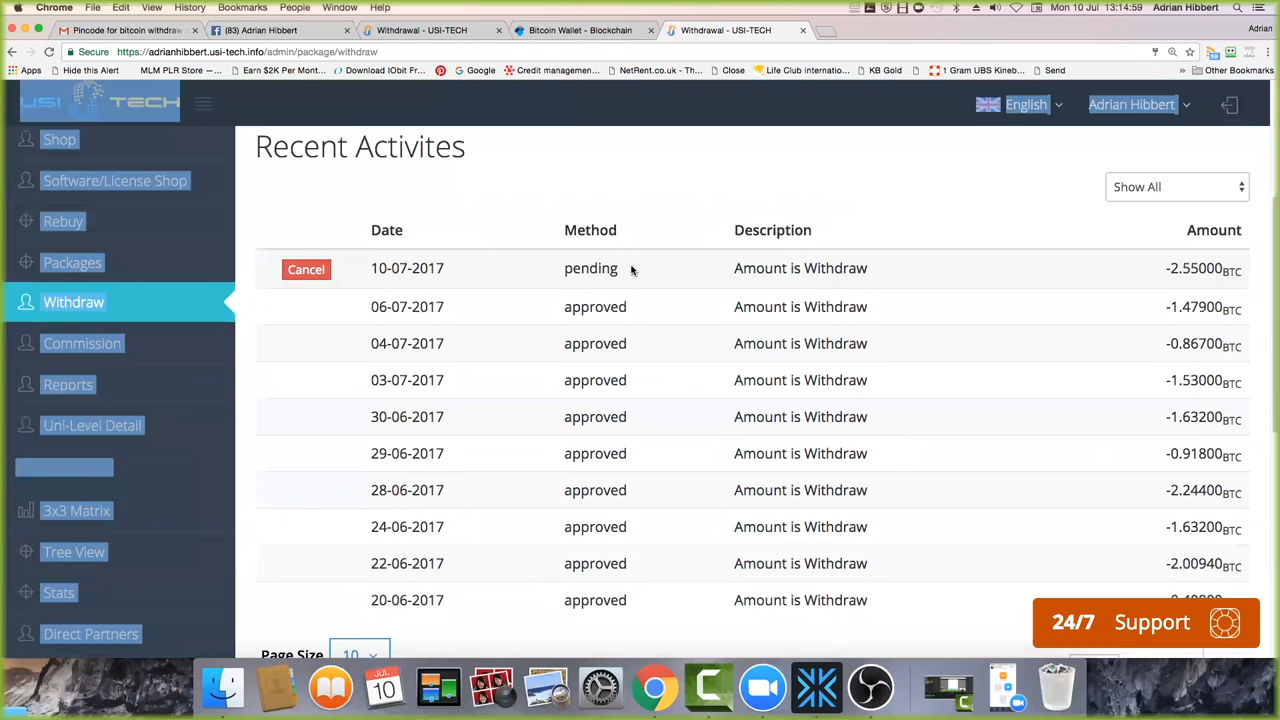 Chrome File Edit View History Bookmarks People Window Help Mon 10 Jul 13:14:59 Adrian Hibbert
Pincode for bitcoin withdraw (83) Adrian Hibbert Withdrawal - USI-TECH Bitcoin Wallet - Blockchain Withdrawal - USI-TECH Adrian
Secure https://adrianhibbert.usi-tech.info/admin/package/withdraw
Apps Hide this Alert MLM PLR Store —... Earn $2K Per Mont... Download IObit Fr... Google Credit managemen... NetRent.co.uk - Th... Close Life Club internatio... KB Gold 1 Gram UBS Kineb... Send » Other Bookmarks
USI TECH English Adrian Hibbert
Shop
Software/License Shop
Rebuy
Packages
Withdraw
Commission
Reports
Uni-Level Detail
3x3 Matrix
Tree View
Stats
Direct Partners
Recent Activites
Show All
Date Method Description Amount
Cancel 10-07-2017 pending Amount is Withdraw -2.55000BTC
06-07-2017 approved Amount is Withdraw -1.47900BTC
04-07-2017 approved Amount is Withdraw -0.86700BTC
03-07-2017 approved Amount is Withdraw -1.53000BTC
30-06-2017 approved Amount is Withdraw -1.63200BTC
29-06-2017 approved Amount is Withdraw -0.91800BTC
28-06-2017 approved Amount is Withdraw -2.24400BTC
24-06-2017 approved Amount is Withdraw -1.63200BTC
22-06-2017 approved Amount is Withdraw -2.00940BTC
20-06-2017 approved Amount is Withdraw
24/7 Support
Page Size 10
JUL
10